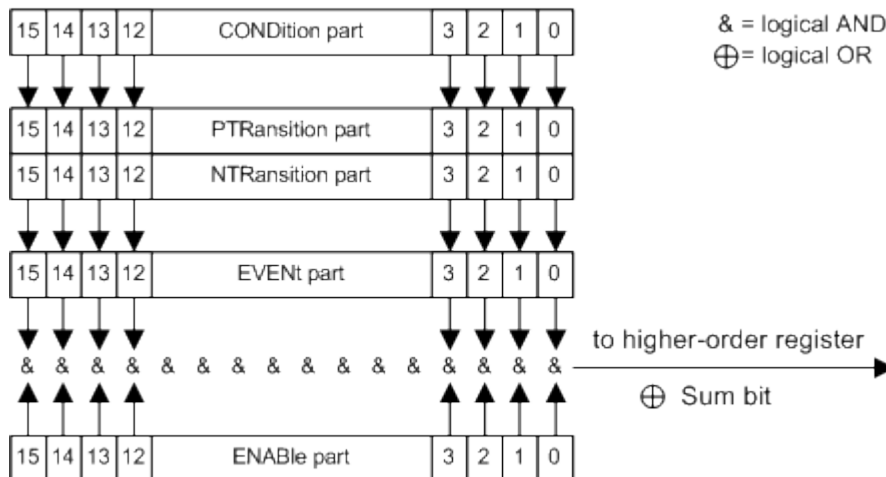 15 14 13 12 CONDition part 3 2 1 0
& = logical AND
⊕ = logical OR
15 14 13 12 PTRansition part 3 2 1 0
15 14 13 12 NTRansition part 3 2 1 0
15 14 13 12 EVENt part 3 2 1 0
& & & & & & & & & & & & & & & &
to higher-order register
⊕ Sum bit
15 14 13 12 ENABle part 3 2 1 0